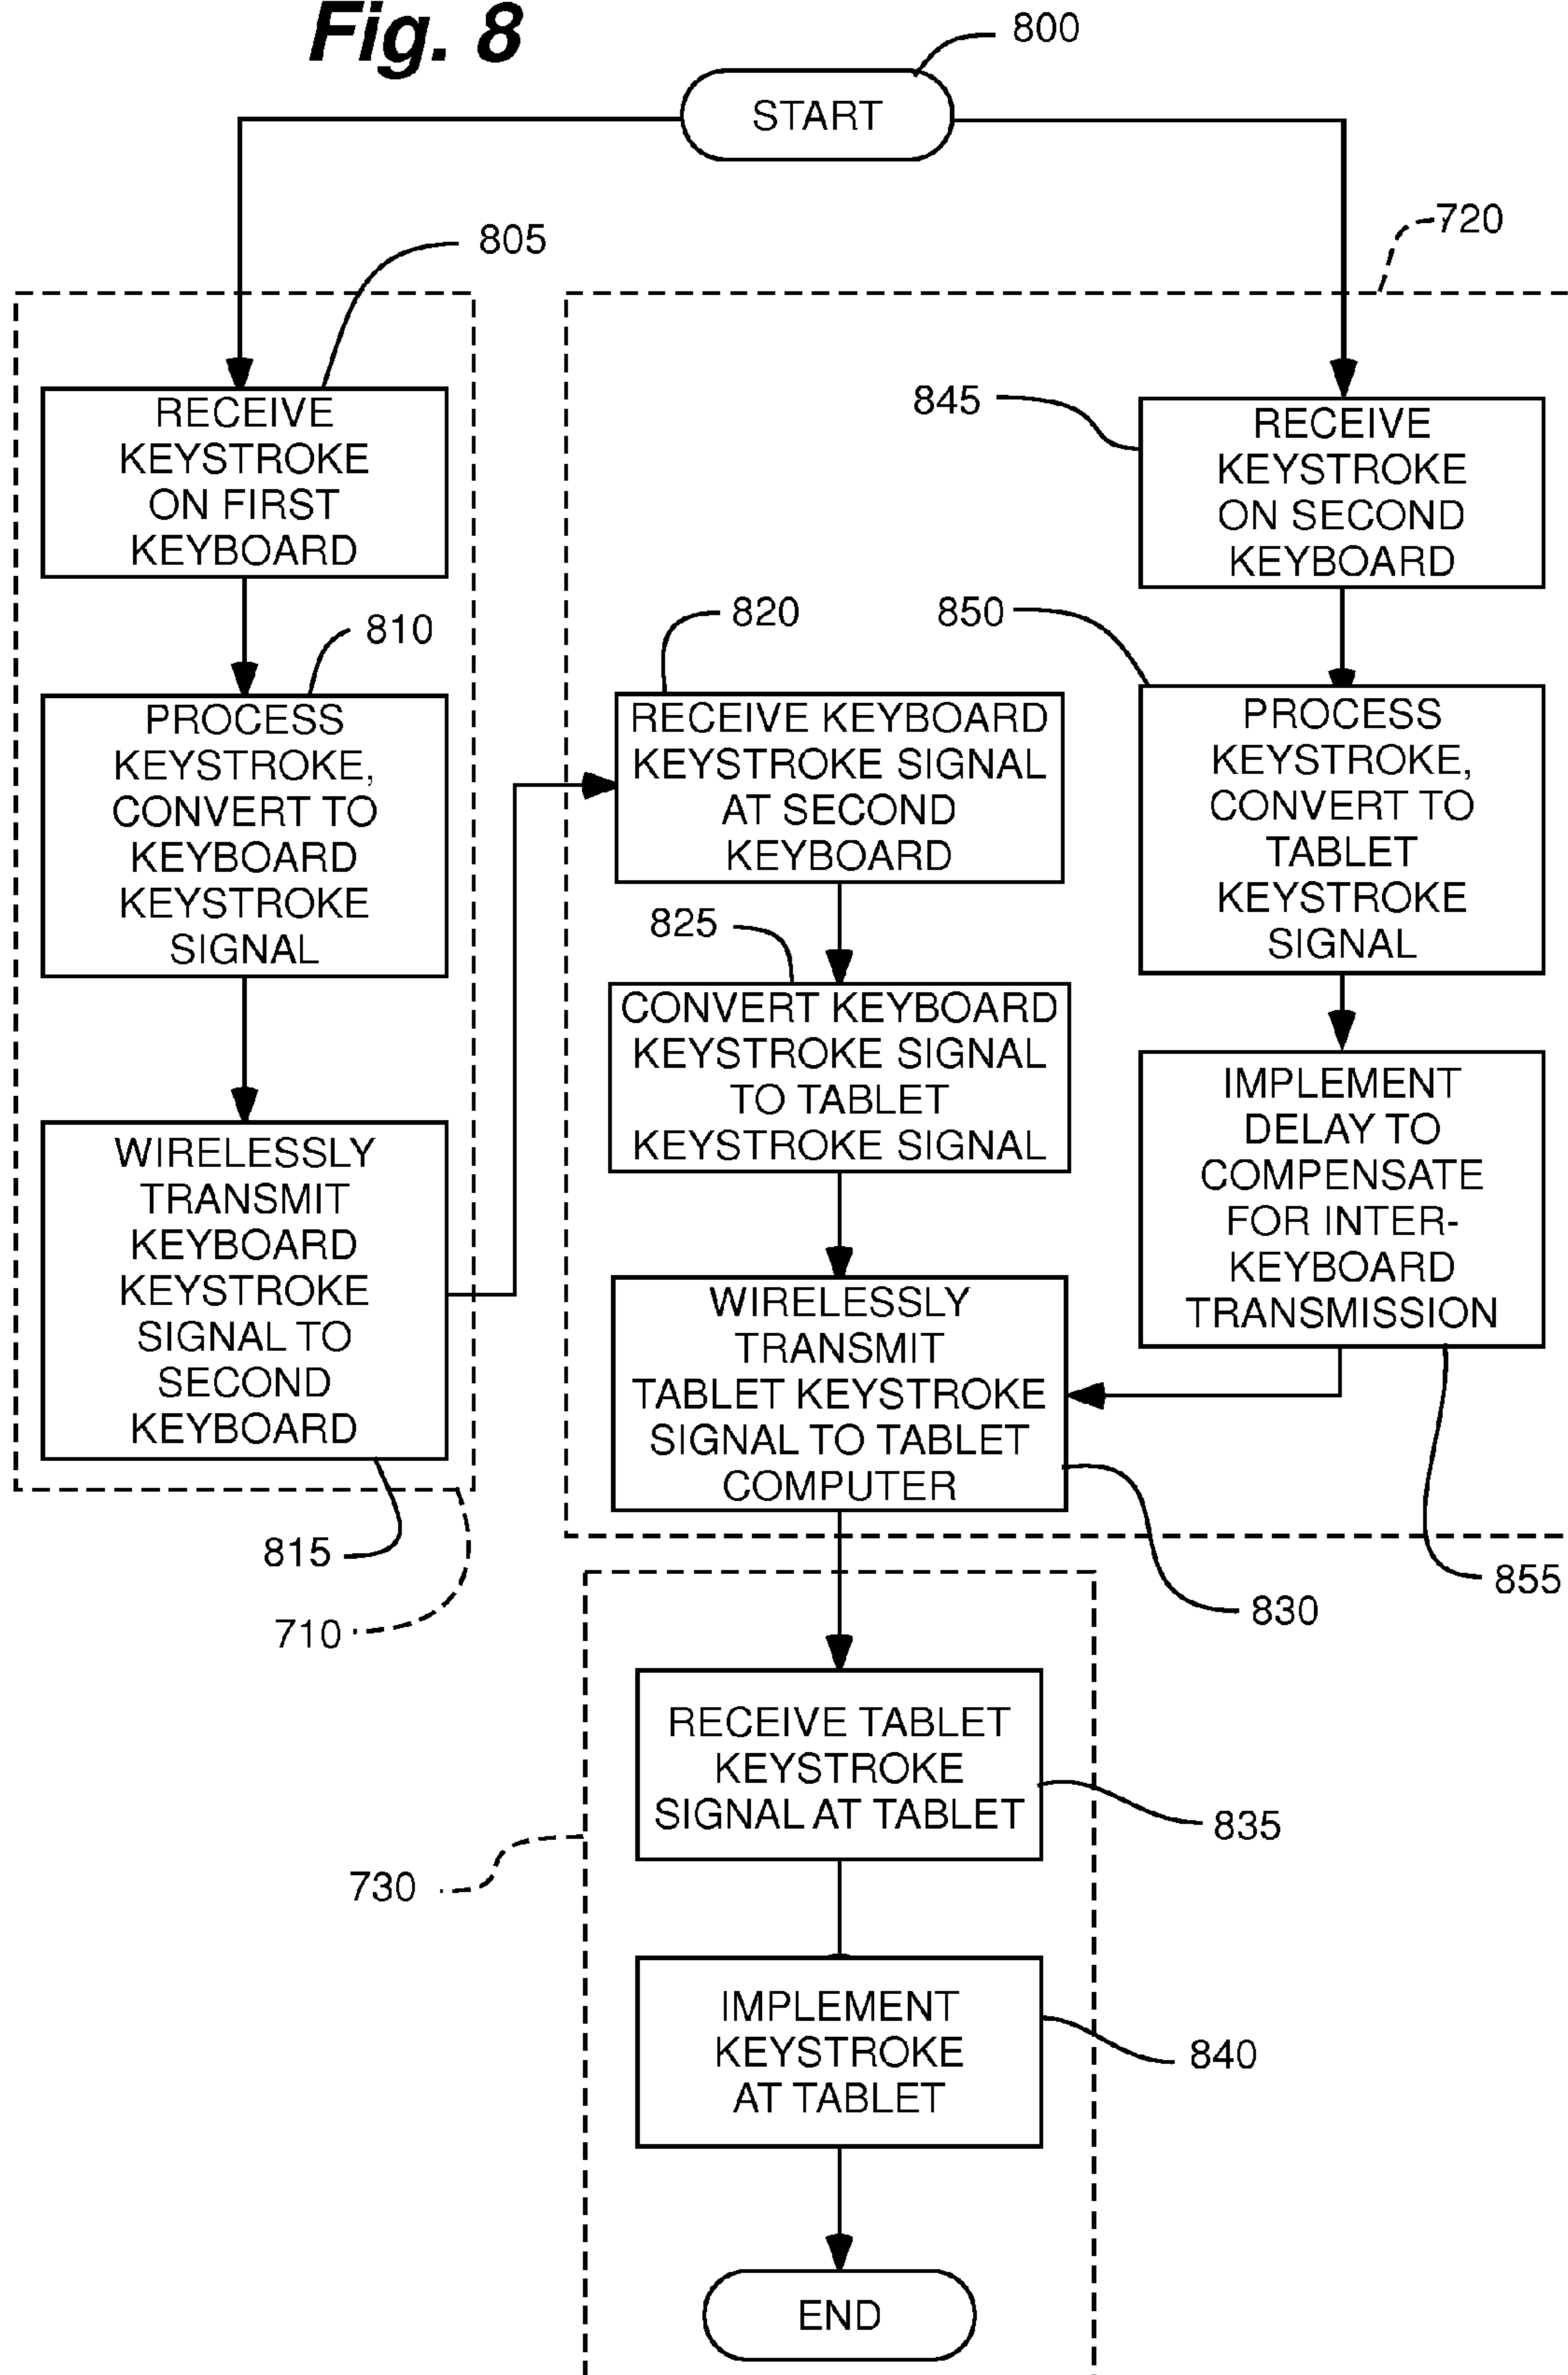 Fig. 8
800
START
720
805
RECEIVE
KEYSTROKE
ON FIRST
KEYBOARD
845
RECEIVE
KEYSTROKE
ON SECOND
KEYBOARD
810
PROCESS
KEYSTROKE,
CONVERT TO
KEYBOARD
KEYSTROKE
SIGNAL
820
RECEIVE KEYBOARD
KEYSTROKE SIGNAL
AT SECOND
KEYBOARD
850
PROCESS
KEYSTROKE,
CONVERT TO
TABLET
KEYSTROKE
SIGNAL
825
CONVERT KEYBOARD
KEYSTROKE SIGNAL
TO TABLET
KEYSTROKE SIGNAL
IMPLEMENT
DELAY TO
COMPENSATE
FOR INTER-
KEYBOARD
TRANSMISSION
WIRELESSLY
TRANSMIT
KEYBOARD
KEYSTROKE
SIGNAL TO
SECOND
KEYBOARD
WIRELESSLY
TRANSMIT
TABLET KEYSTROKE
SIGNAL TO TABLET
COMPUTER
815
710
855
830
RECEIVE TABLET
KEYSTROKE
SIGNAL AT TABLET
835
730
IMPLEMENT
KEYSTROKE
AT TABLET
840
END